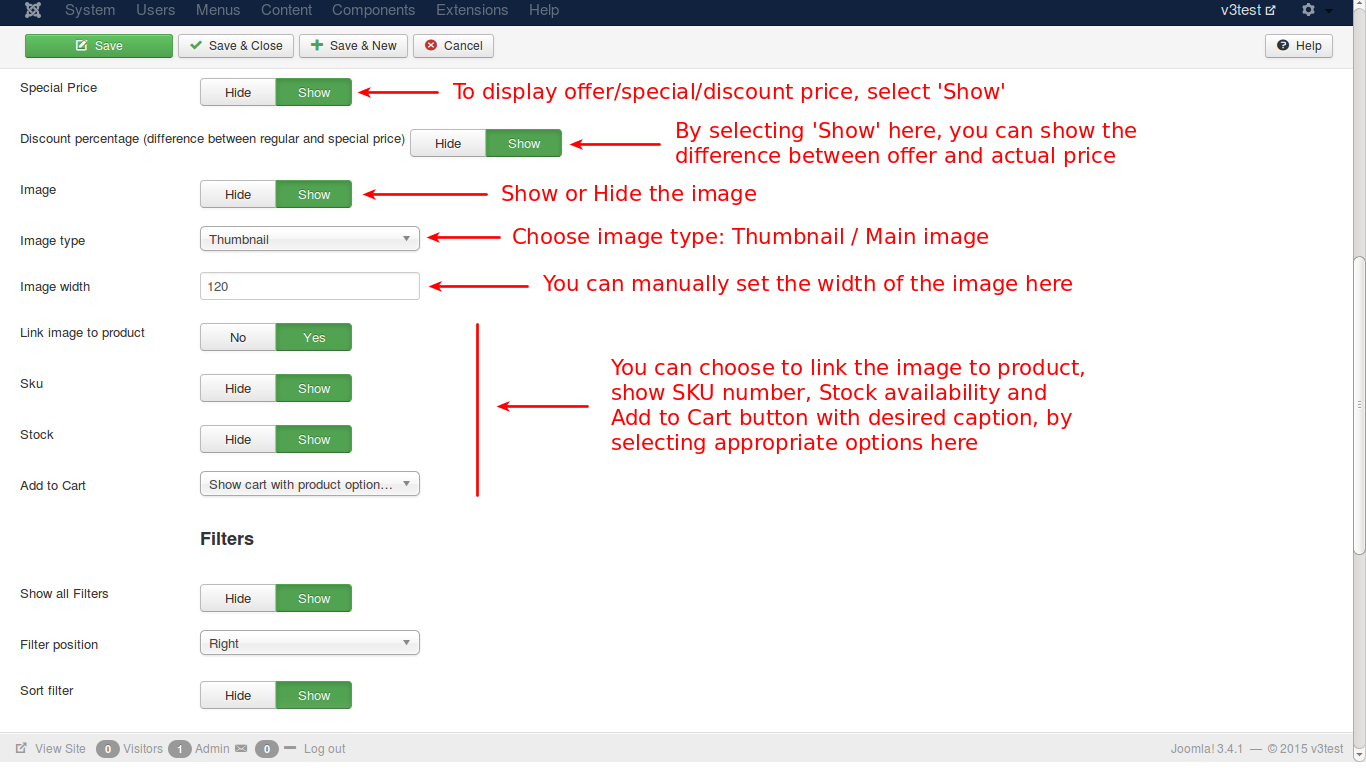 System Users Menus Content Components Extensions Help v3test
Save Save & Close Save & New Cancel Help
Special Price Hide Show To display offer/special/discount price, select 'Show'
Discount percentage (difference between regular and special price) Hide Show By selecting 'Show' here, you can show the
difference between offer and actual price
Image Hide Show Show or Hide the image
Image type Thumbnail Choose image type: Thumbnail / Main image
Image width 120 You can manually set the width of the image here
Link image to product No Yes
You can choose to link the image to product,
Sku Hide Show show SKU number, Stock availability and
Add to Cart button with desired caption, by
Stock Hide Show selecting appropriate options here
Add to Cart Show cart with product option...
Filters
Show all Filters Hide Show
Filter position Right
Sort filter Hide Show
View Site 0 Visitors 1 Admin 0 Log out Joomla! 3.4.1 — © 2015 v3test